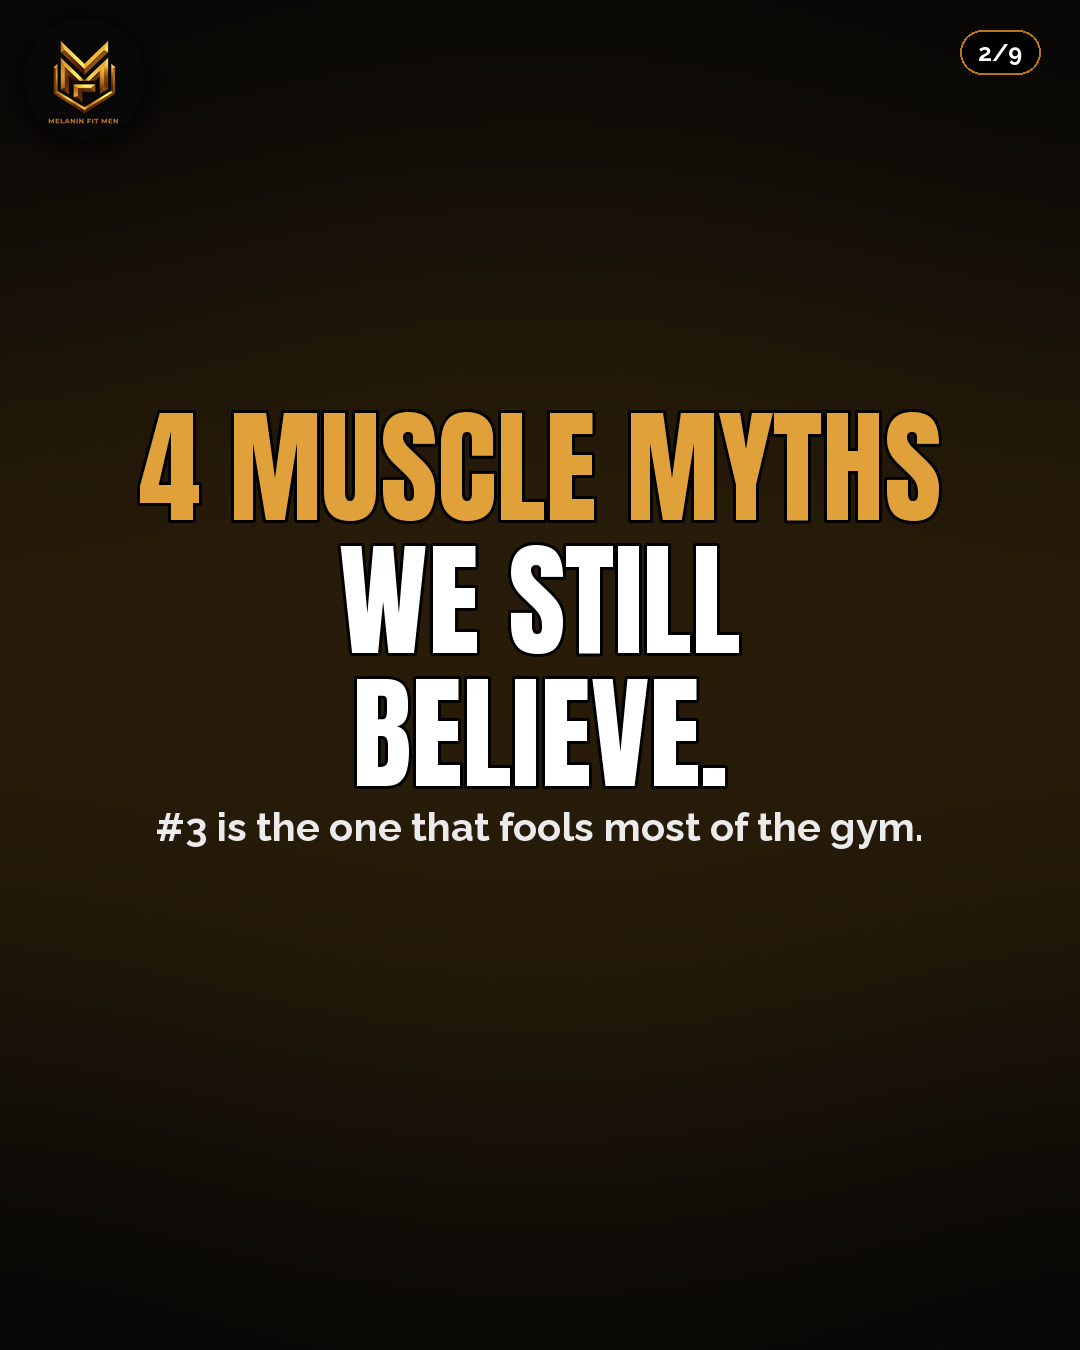 MELANIN FIT MEN
2/9
4 MUSCLE MYTHS
WE STILL
BELIEVE.
#3 is the one that fools most of the gym.